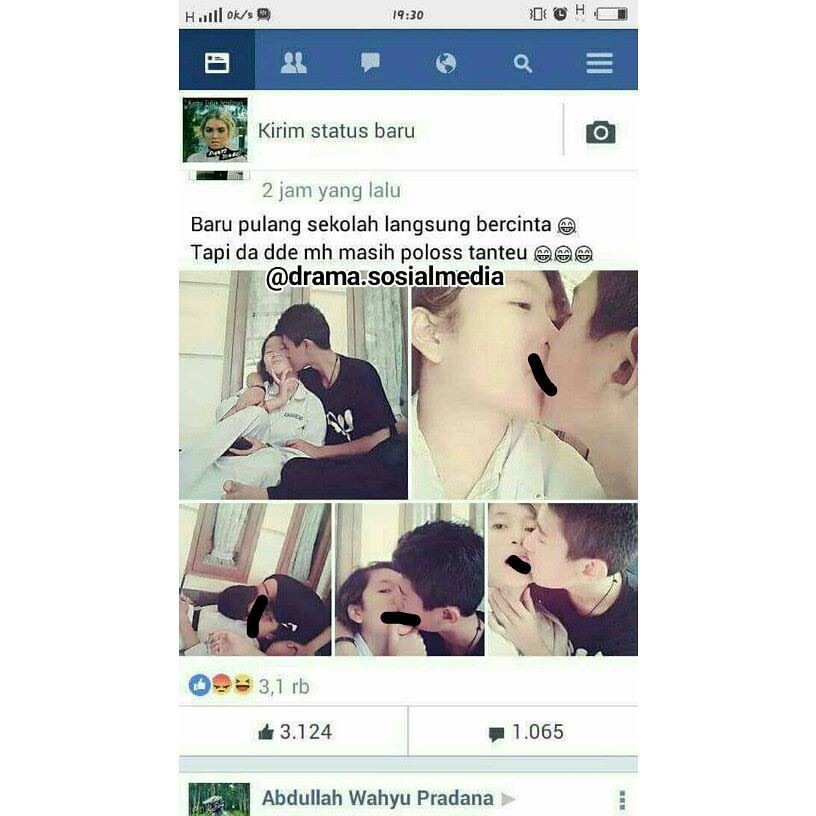 H 0K/s 19:30 H
Kirim status baru
2 jam yang lalu
Baru pulang sekolah langsung bercinta 😂
Tapi da dde mh masih poloss tanteu 😂😂😂
@drama.sosialmedia
3,1 rb
3.124 1.065
Abdullah Wahyu Pradana